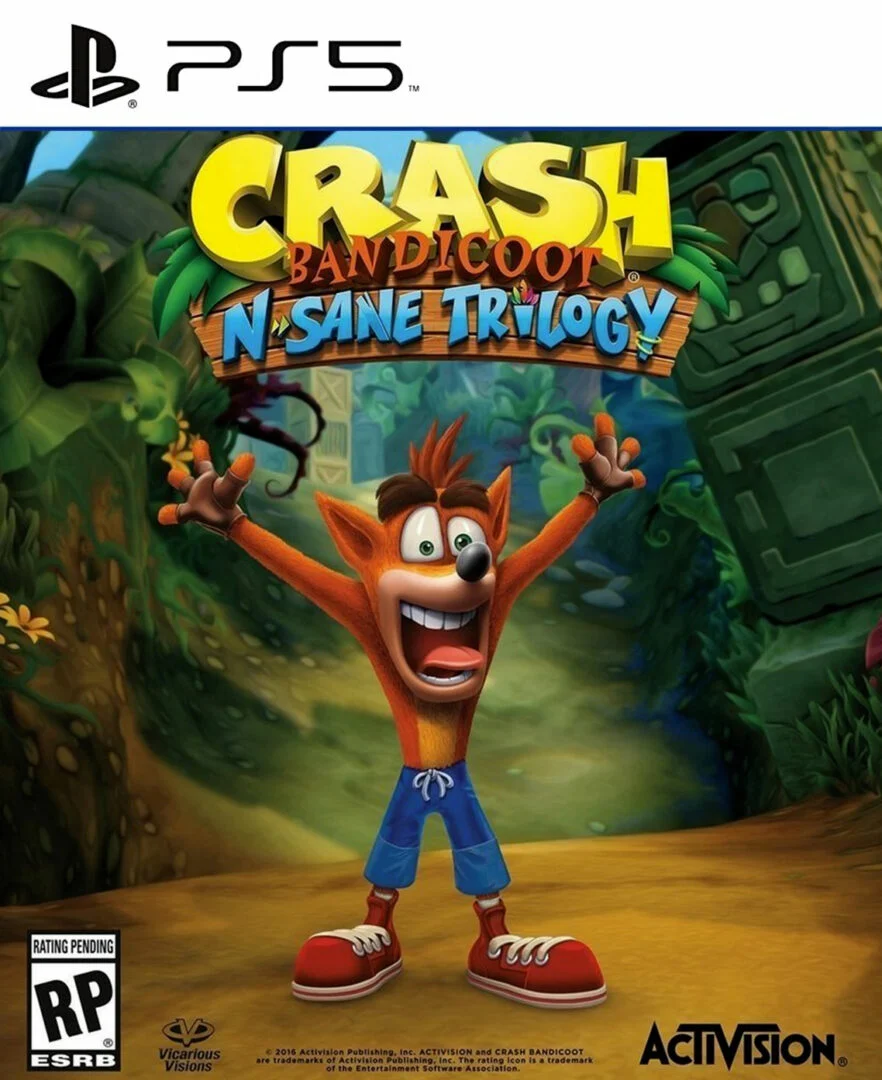 PS5™
CRASH
BANDICOOT®
N•SANE TRILOGY
RATING PENDING
RP®
ESRB
Vicarious
Visions
© 2016 Activision Publishing, Inc. ACTIVISION and CRASH BANDICOOT
are trademarks of Activision Publishing, Inc. The rating icon is a trademark
of the Entertainment Software Association.
ACTIVISION®